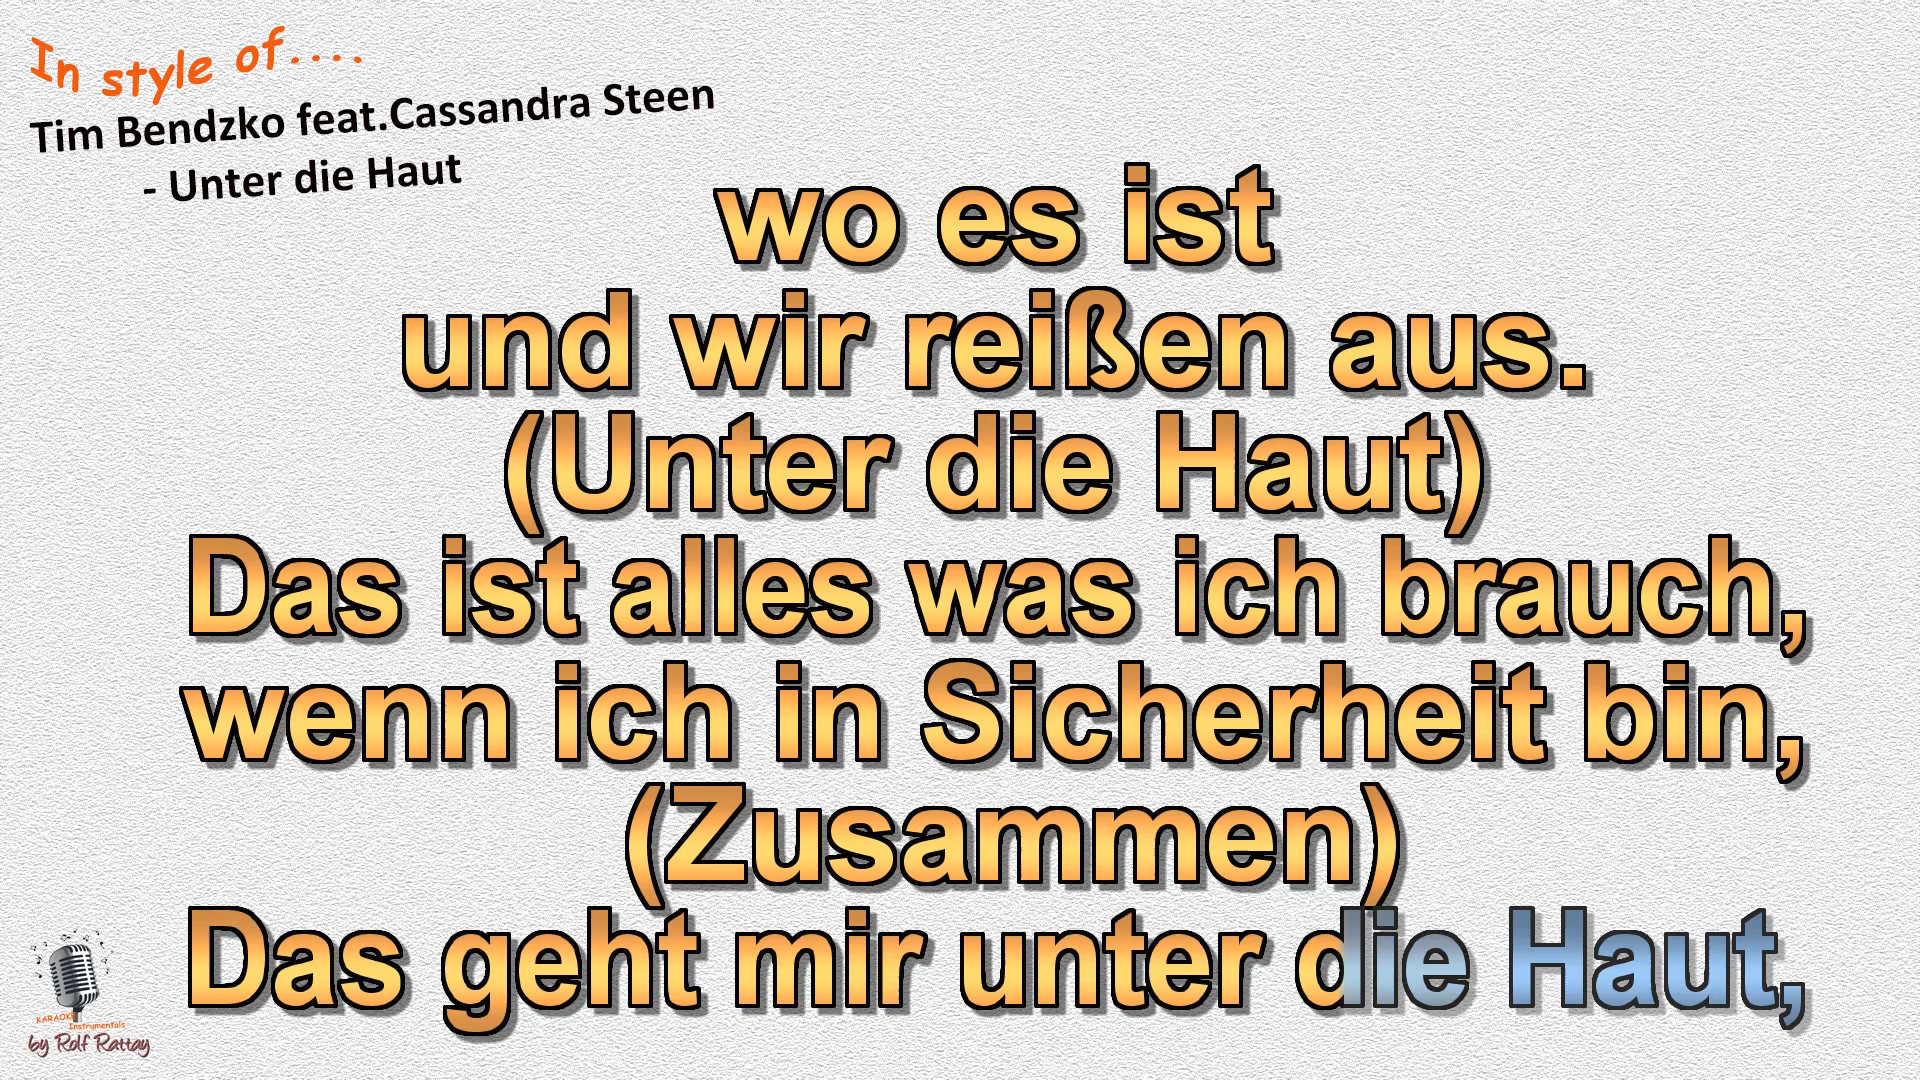 In style of....
Tim Bendzko feat.Cassandra Steen
- Unter die Haut
wo es ist
und wir reißen aus.
(Unter die Haut)
Das ist alles was ich brauch,
wenn ich in Sicherheit bin,
(Zusammen)
Das geht mir unter die Haut,
KARAOKE
Instrumentals
by Rolf Rattay